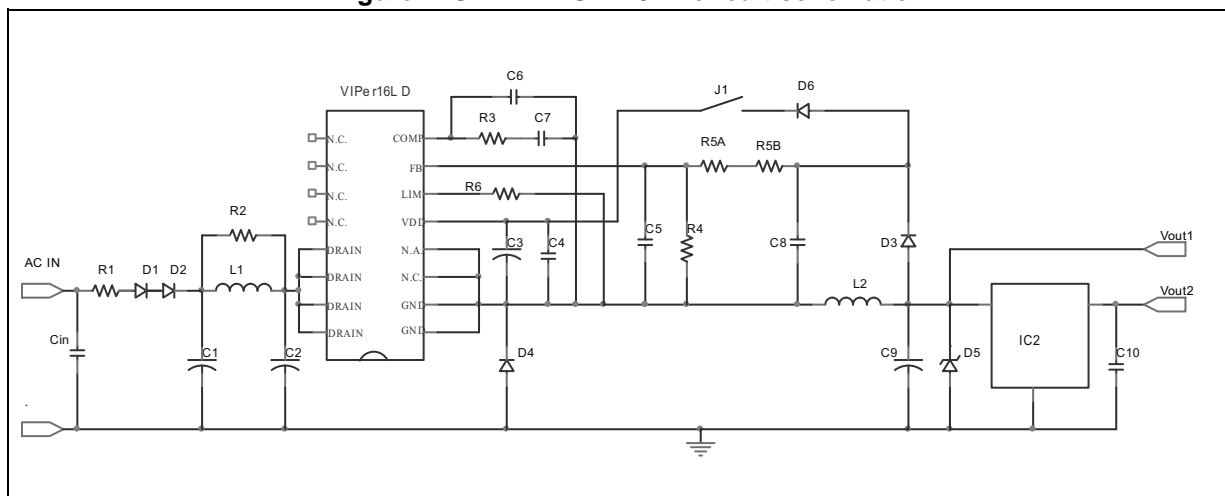 VIPer16L D
C6
J1
D6
N.C.
COMP
R3
C7
R5A
R5B
N.C.
FB
N.C.
LIM
R6
N.C.
VDD
R2
C3
C4
C5
R4
C8
D3
Vout1
AC IN
DRAIN
N.A.
R1
D1
D2
L1
DRAIN
N.C.
L2
Vout2
DRAIN
GND
DRAIN
GND
Cin
C1
C2
D4
C9
D5
IC2
C10
.